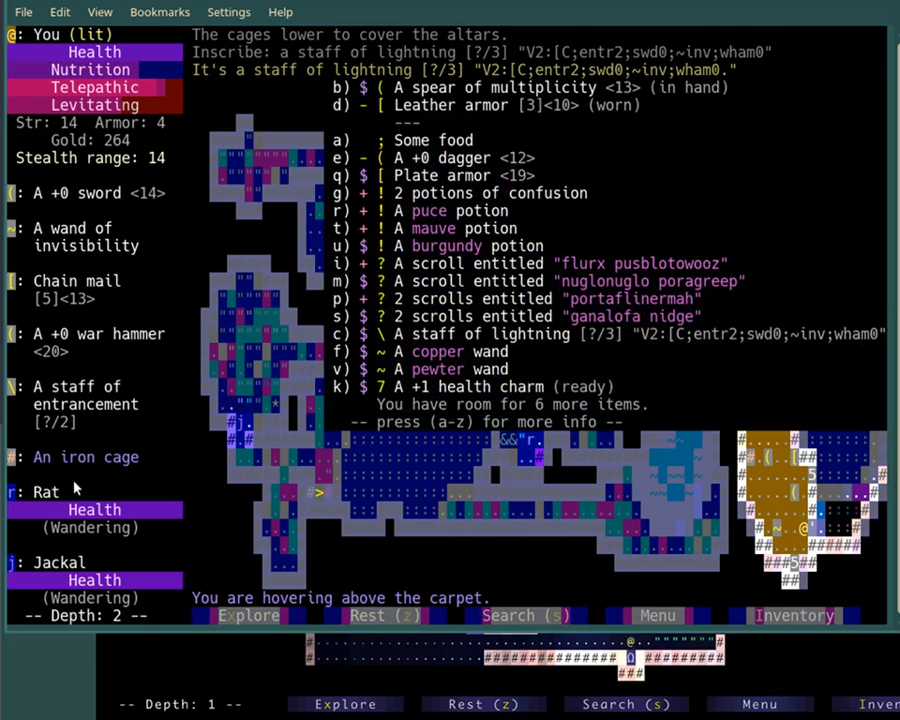 File Edit View Bookmarks Settings Help
@: You (lit)
Health
Nutrition
Telepathic
Levitating
Str: 14 Armor: 4
Gold: 264
Stealth range: 14
(: A +0 sword <14>
~: A wand of
invisibility
[: Chain mail
[5]<13>
(: A +0 war hammer
<20>
\: A staff of
entrancement
[?/2]
#: An iron cage
r: Rat
Health
(Wandering)
j: Jackal
Health
(Wandering)
-- Depth: 2 --
The cages lower to cover the altars.
Inscribe: a staff of lightning [?/3] "V2:[C;entr2;swd0;~inv;wham0"
It's a staff of lightning [?/3] "V2:[C;entr2;swd0;~inv;wham0."
b) $ ( A spear of multiplicity <13> (in hand)
d) - [ Leather armor [3]<10> (worn)
---
a) ; Some food
e) - ( A +0 dagger <12>
q) $ [ Plate armor <19>
g) + ! 2 potions of confusion
r) + ! A puce potion
t) + ! A mauve potion
u) $ ! A burgundy potion
i) + ? A scroll entitled "flurx pusblotowooz"
m) $ ? A scroll entitled "nuglonuglo poragreep"
p) + ? 2 scrolls entitled "portaflinermah"
s) $ ? 2 scrolls entitled "ganalofa nidge"
c) $ \ A staff of lightning [?/3] "V2:[C;entr2;swd0;~inv;wham0"
f) $ ~ A copper wand
v) $ ~ A pewter wand
k) $ 7 A +1 health charm (ready)
You have room for 6 more items.
-- press (a-z) for more info --
You are hovering above the carpet.
Explore Rest (z) Search (s) Menu Inventory
-- Depth: 1 -- Explore Rest (z) Search (s) Menu Inver